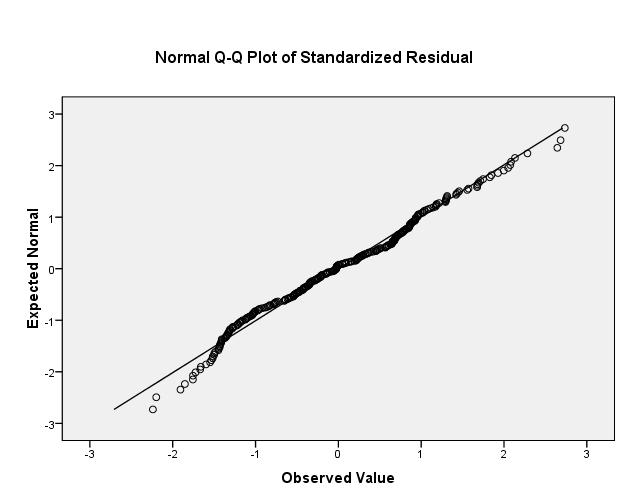 Normal Q-Q Plot of Standardized Residual
Expected Normal
3
2
1
0
-1
-2
-3
-3 -2 -1 0 1 2 3
Observed Value